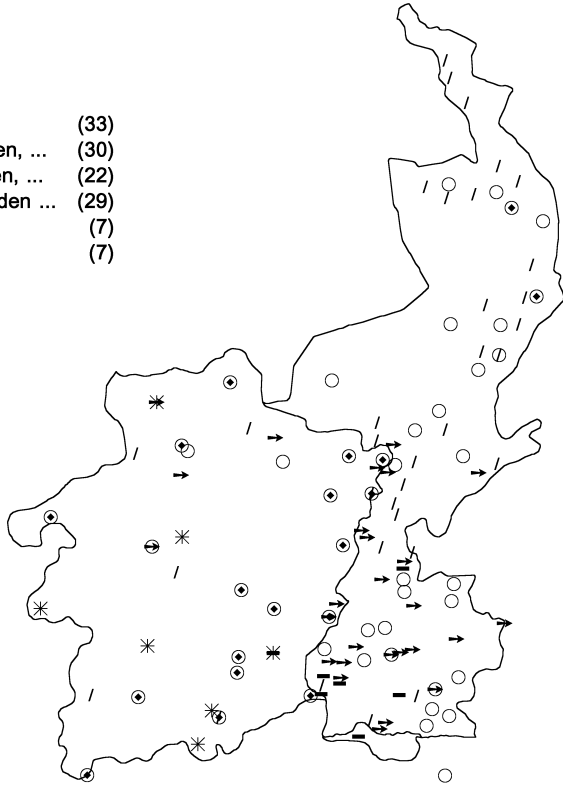 (33)
en, ... (30)
en, ... (22)
den ... (29)
(7)
(7)